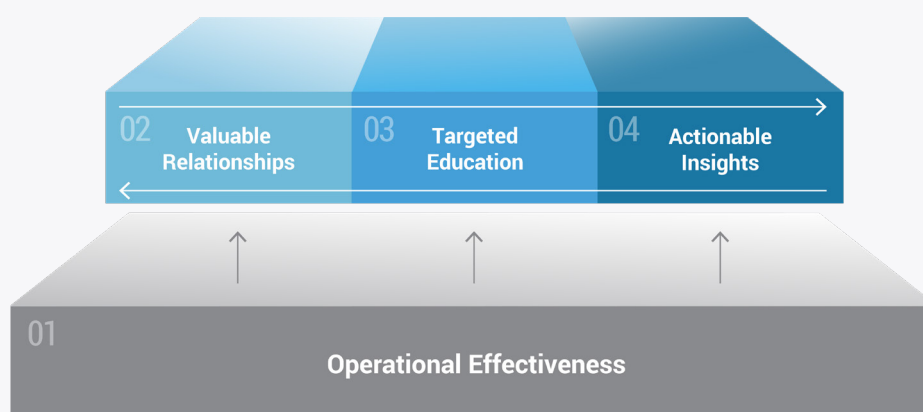 02
Valuable
Relationships
03
Targeted
Education
04
Actionable
Insights
01
Operational Effectiveness